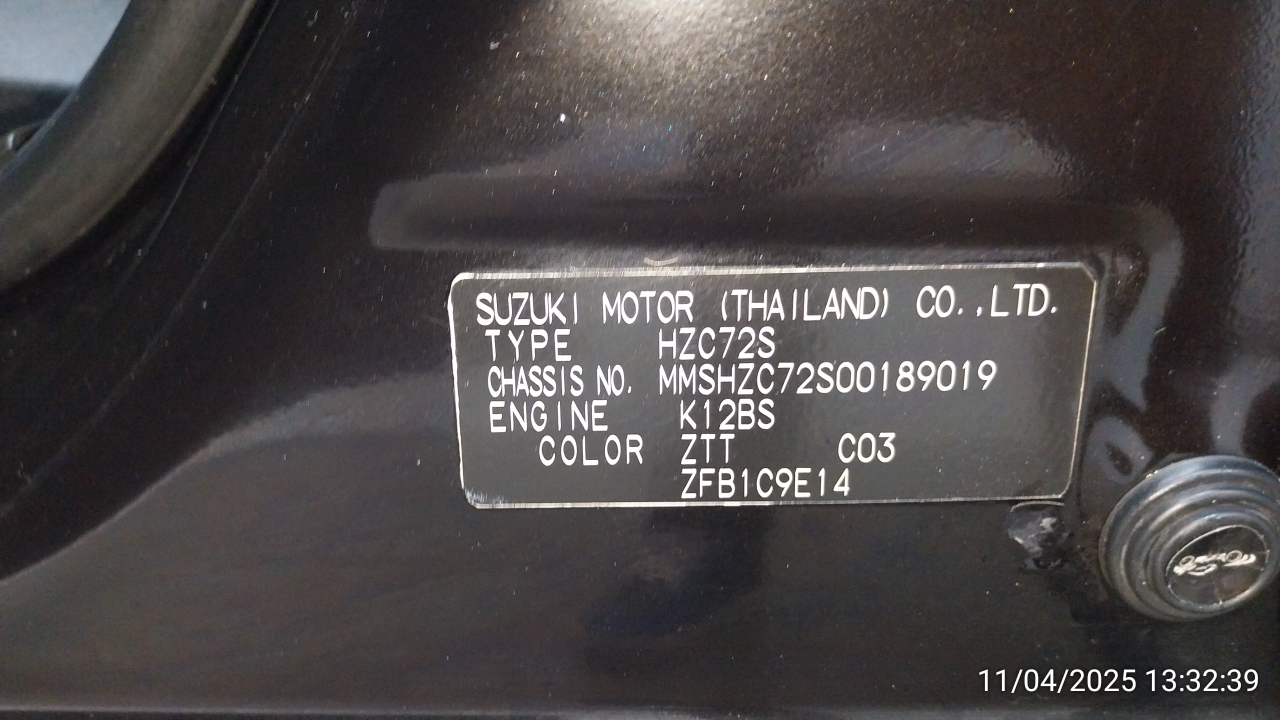 SUZUKI MOTOR (THAILAND) CO.,LTD.
TYPE HZC72S
CHASSIS NO. MMSHZC72S00189019
ENGINE K12BS
COLOR ZTT C03
ZFB1C9E14
11/04/2025 13:32:39